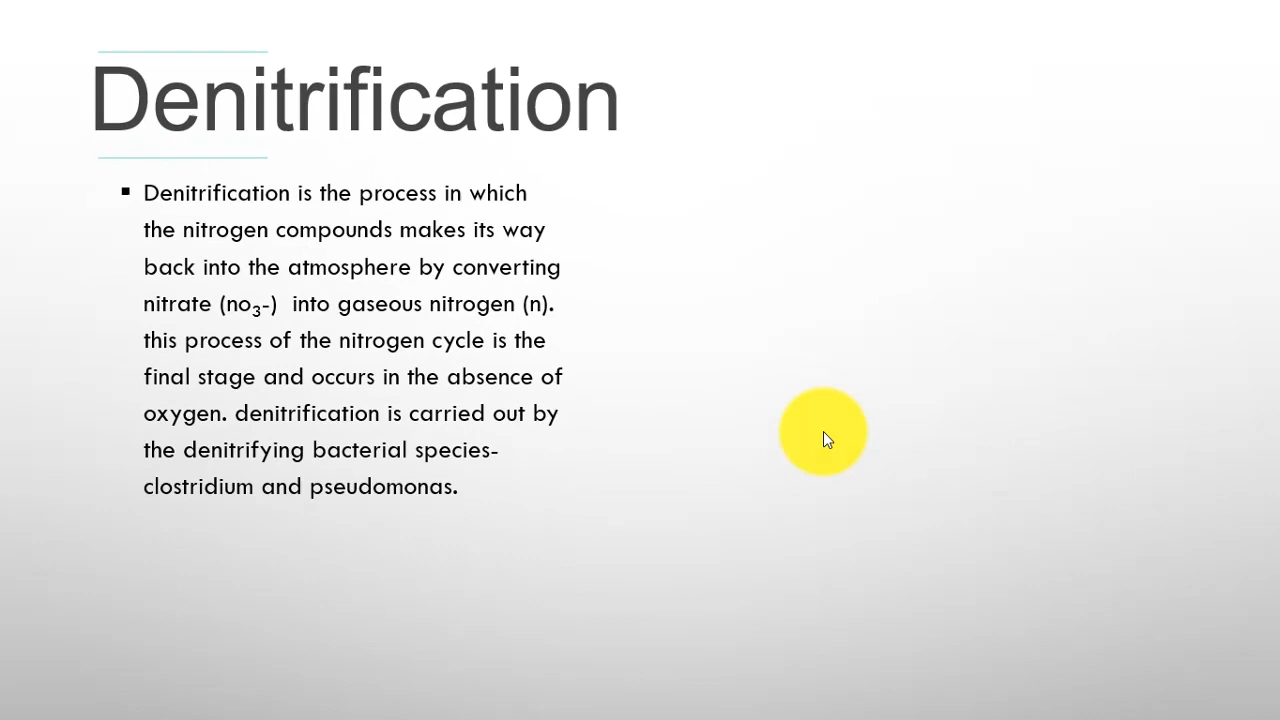 Denitrification
▪ Denitrification is the process in which
the nitrogen compounds makes its way
back into the atmosphere by converting
nitrate (no₃-)  into gaseous nitrogen (n).
this process of the nitrogen cycle is the
final stage and occurs in the absence of
oxygen. denitrification is carried out by
the denitrifying bacterial species-
clostridium and pseudomonas.